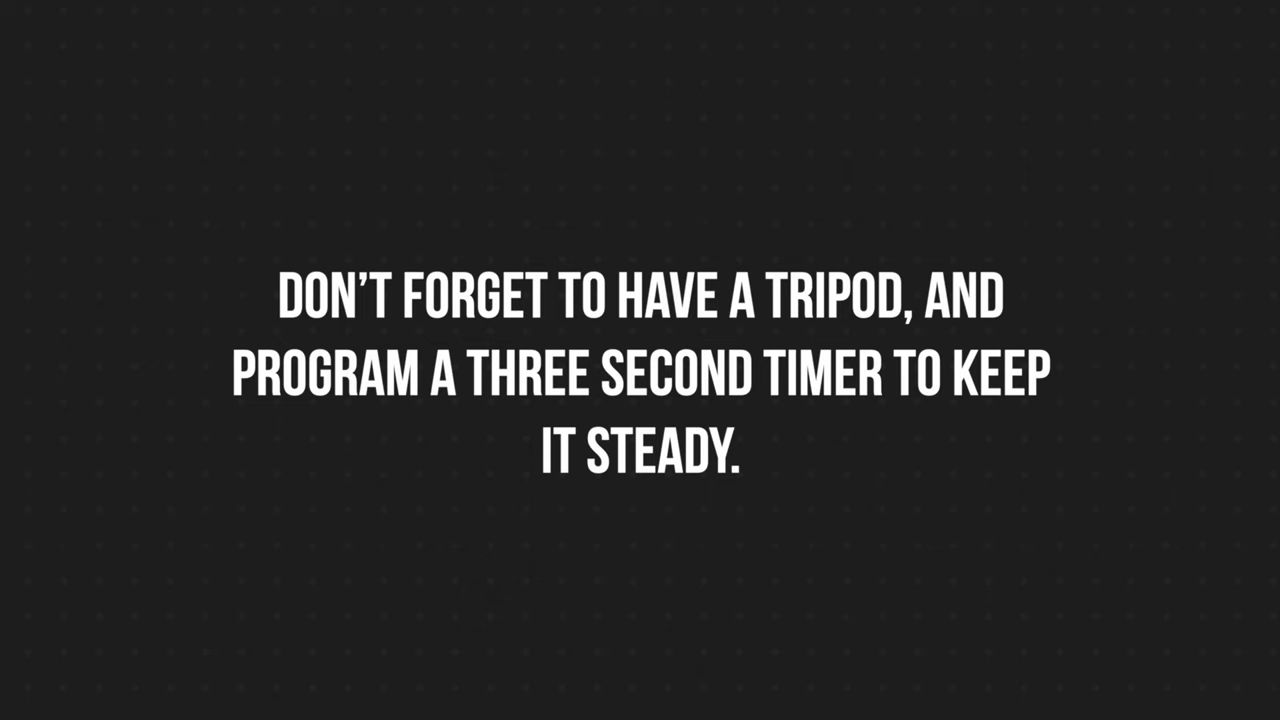 DON’T FORGET TO HAVE A TRIPOD, AND
PROGRAM A THREE SECOND TIMER TO KEEP
IT STEADY.